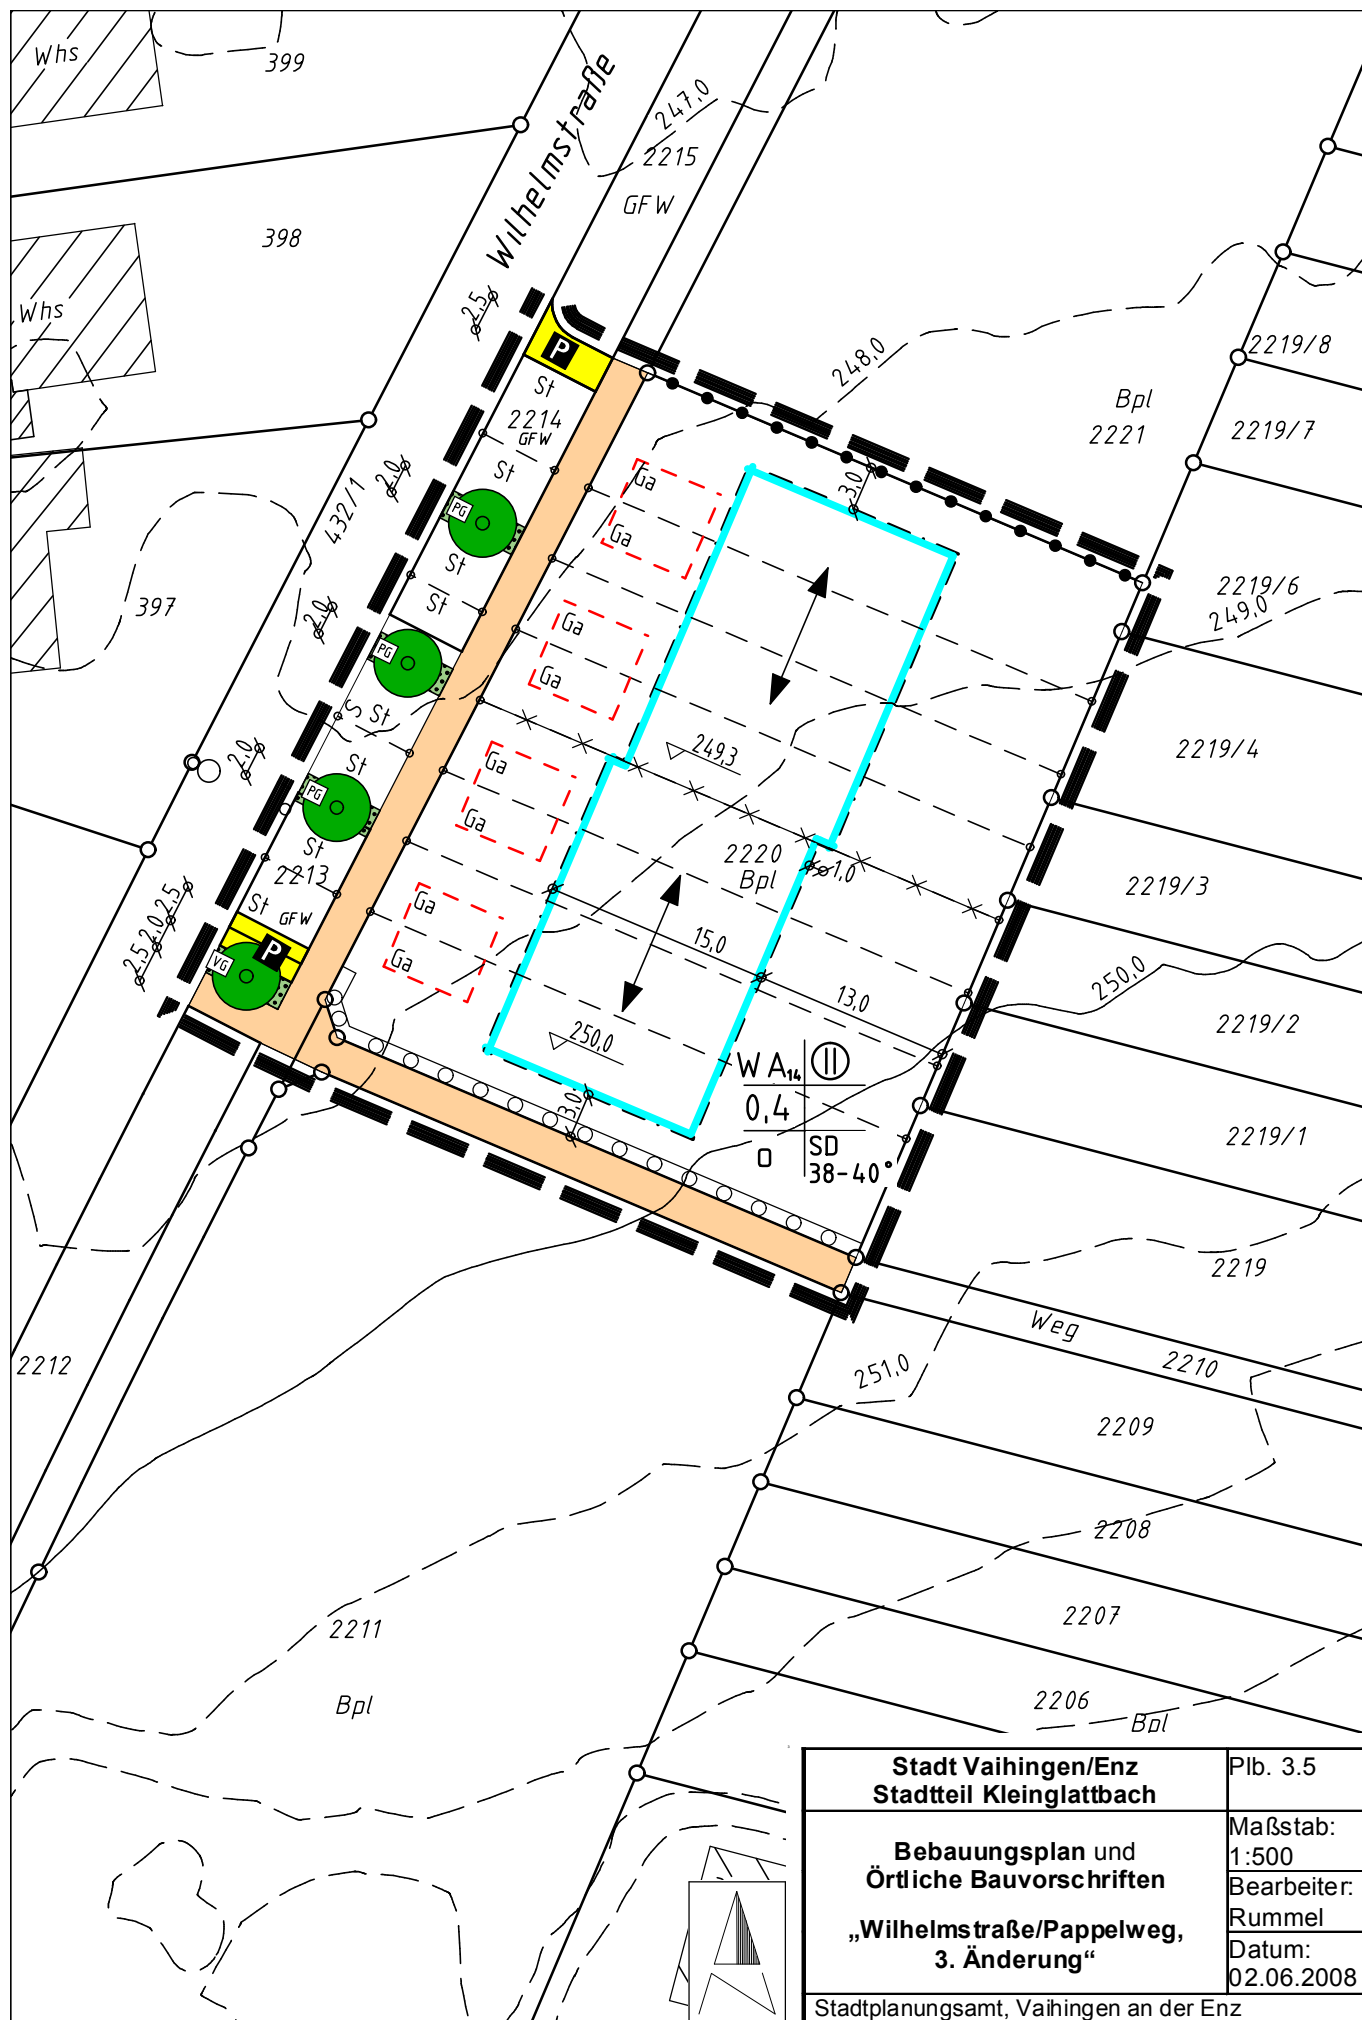 Whs
399
Wilhelmstraße
247,0
2215
GFW
398
Whs
2,5
P
248,0
2219/8
St
2214
GFW
Bpl
2221
2219/7
St
2,0
432/1
PG
Ga
Ga
3,0
St
397
2,0
St
2219/6
249,0
PG
Ga
Ga
S St
2,0
249,3
2219/4
St
PG
Ga
Ga
St
2213
2220
Bpl
1,0
2219/3
St
GFW
Ga
Ga
2,5 2,0 2,5
P
VG
15,0
13,0
250,0
2219/2
250,0
WA14 II
0,4
o SD
38-40°
3,0
2219/1
2219
Weg
2212
251,0
2210
2209
2208
2211
2207
Bpl
2206
Bpl
Stadt Vaihingen/Enz
Stadtteil Kleinglattbach
Plb. 3.5
Bebauungsplan und
Örtliche Bauvorschriften
„Wilhelmstraße/Pappelweg,
3. Änderung“
Maßstab:
1:500
Bearbeiter:
Rummel
Datum:
02.06.2008
Stadtplanungsamt, Vaihingen an der Enz